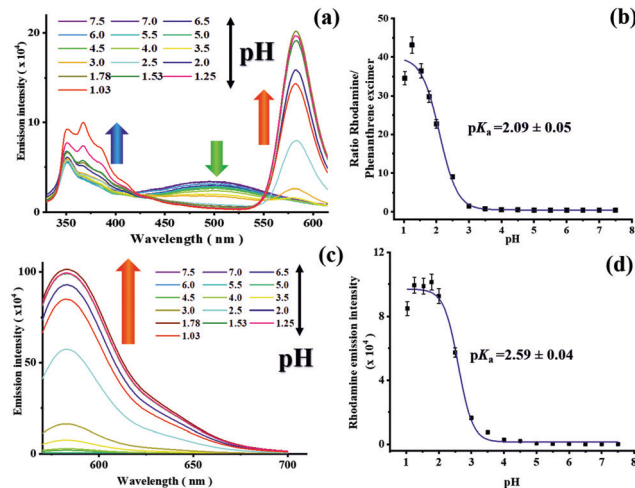 (a)
7.5 7.0 6.5
6.0 5.5 5.0
4.5 4.0 3.5
3.0 2.5 2.0
1.78 1.53 1.25
1.03
pH
Emisson intensity ( x 10⁴)
20
10
0
350 400 450 500 550 600
Wavelength ( nm )
(b)
Ratio Rhodamine/
Phenanthrene excimer
50
40
30
20
10
0
pKa =2.09 ± 0.05
1 2 3 4 5 6 7 8
pH
(c)
7.5 7.0 6.5
6.0 5.5 5.0
4.5 4.0 3.5
3.0 2.5 2.0
1.78 1.53 1.25
1.03
pH
Emission intensity (x 10⁴)
100
50
0
600 650 700
Wavelength ( nm )
(d)
Rhodamine emission intensity
(x 10⁴)
12
8
4
0
pKa =2.59 ± 0.04
0 1 2 3 4 5 6 7 8
pH